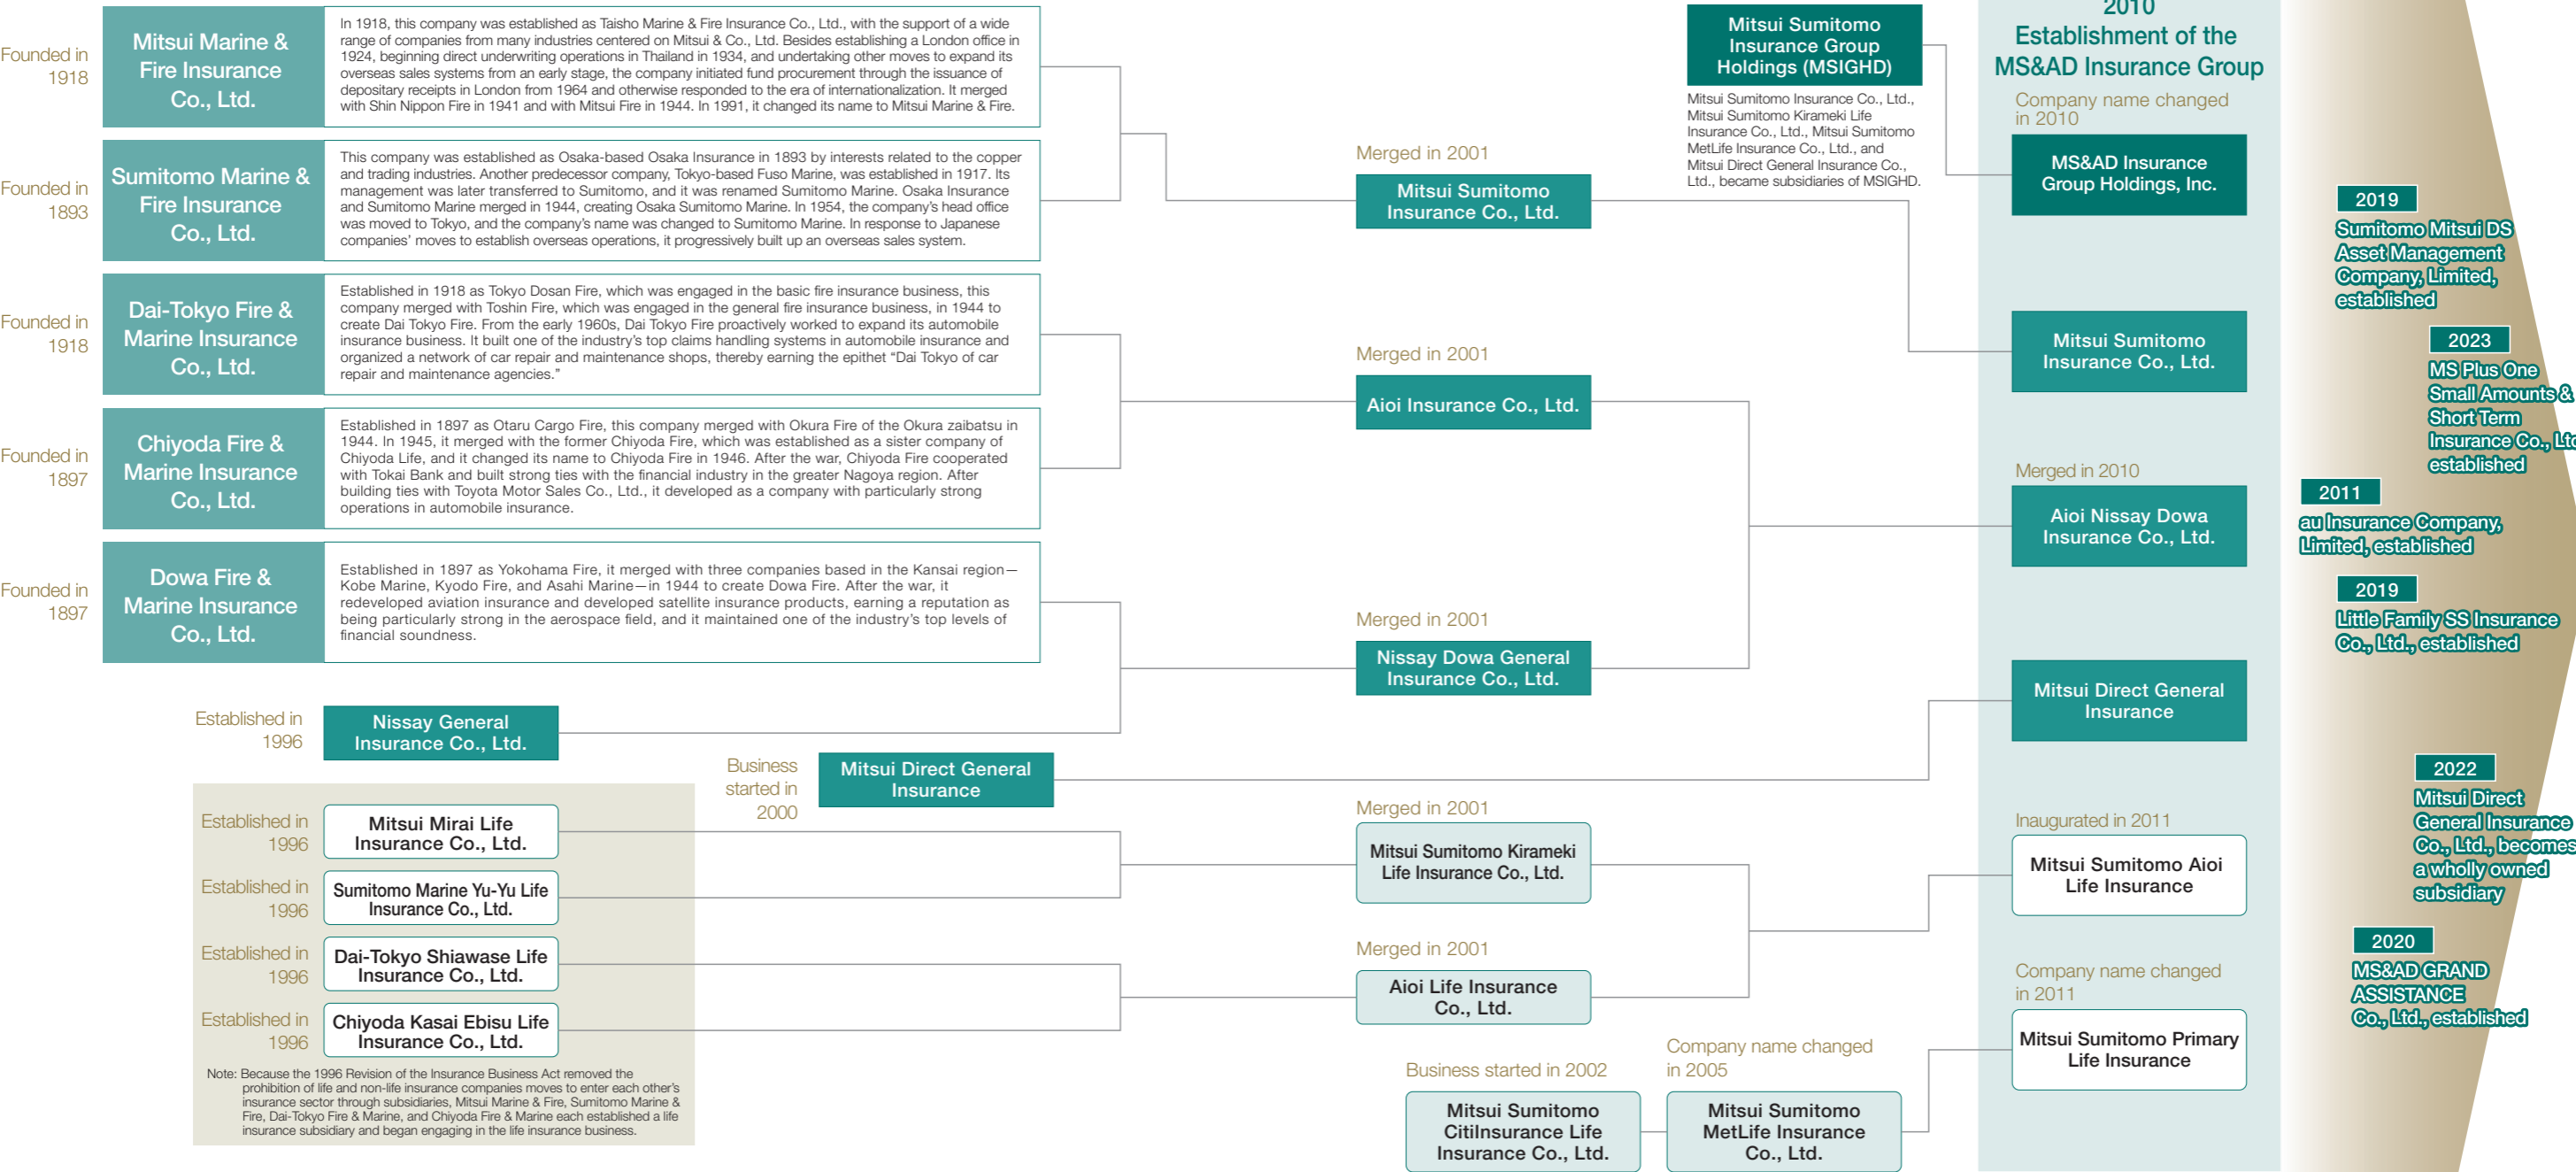 Founded in
1918
Mitsui Marine &
Fire Insurance
Co., Ltd.
In 1918, this company was established as Taisho Marine & Fire Insurance Co., Ltd., with the support of a wide
range of companies from many industries centered on Mitsui & Co., Ltd. Besides establishing a London office in
1924, beginning direct underwriting operations in Thailand in 1934, and undertaking other moves to expand its
overseas sales systems from an early stage, the company initiated fund procurement through the issuance of
depositary receipts in London from 1964 and otherwise responded to the era of internationalization. It merged
with Shin Nippon Fire in 1941 and with Mitsui Fire in 1944. In 1991, it changed its name to Mitsui Marine & Fire.
Founded in
1893
Sumitomo Marine &
Fire Insurance
Co., Ltd.
This company was established as Osaka-based Osaka Insurance in 1893 by interests related to the copper
and trading industries. Another predecessor company, Tokyo-based Fuso Marine, was established in 1917. Its
management was later transferred to Sumitomo, and it was renamed Sumitomo Marine. Osaka Insurance
and Sumitomo Marine merged in 1944, creating Osaka Sumitomo Marine. In 1954, the company's head office
was moved to Tokyo, and the company's name was changed to Sumitomo Marine. In response to Japanese
companies' moves to establish overseas operations, it progressively built up an overseas sales system.
Founded in
1918
Dai-Tokyo Fire &
Marine Insurance
Co., Ltd.
Established in 1918 as Tokyo Dosan Fire, which was engaged in the basic fire insurance business, this
company merged with Toshin Fire, which was engaged in the general fire insurance business, in 1944 to
create Dai Tokyo Fire. From the early 1960s, Dai Tokyo Fire proactively worked to expand its automobile
insurance business. It built one of the industry's top claims handling systems in automobile insurance and
organized a network of car repair and maintenance shops, thereby earning the epithet “Dai Tokyo of car
repair and maintenance agencies.”
Founded in
1897
Chiyoda Fire &
Marine Insurance
Co., Ltd.
Established in 1897 as Otaru Cargo Fire, this company merged with Okura Fire of the Okura zaibatsu in
1944. In 1945, it merged with the former Chiyoda Fire, which was established as a sister company of
Chiyoda Life, and it changed its name to Chiyoda Fire in 1946. After the war, Chiyoda Fire cooperated
with Tokai Bank and built strong ties with the financial industry in the greater Nagoya region. After
building ties with Toyota Motor Sales Co., Ltd., it developed as a company with particularly strong
operations in automobile insurance.
Founded in
1897
Dowa Fire &
Marine Insurance
Co., Ltd.
Established in 1897 as Yokohama Fire, it merged with three companies based in the Kansai region—
Kobe Marine, Kyodo Fire, and Asahi Marine—in 1944 to create Dowa Fire. After the war, it
redeveloped aviation insurance and developed satellite insurance products, earning a reputation as
being particularly strong in the aerospace field, and it maintained one of the industry's top levels of
financial soundness.
Established in
1996
Nissay General
Insurance Co., Ltd.
Business
started in
2000
Mitsui Direct General
Insurance
Established in
1996
Mitsui Mirai Life
Insurance Co., Ltd.
Established in
1996
Sumitomo Marine Yu-Yu Life
Insurance Co., Ltd.
Established in
1996
Dai-Tokyo Shiawase Life
Insurance Co., Ltd.
Established in
1996
Chiyoda Kasai Ebisu Life
Insurance Co., Ltd.
Note: Because the 1996 Revision of the Insurance Business Act removed the
prohibition of life and non-life insurance companies moves to enter each other's
insurance sector through subsidiaries, Mitsui Marine & Fire, Sumitomo Marine &
Fire, Dai-Tokyo Fire & Marine, and Chiyoda Fire & Marine each established a life
insurance subsidiary and began engaging in the life insurance business.
Merged in 2001
Mitsui Sumitomo
Insurance Co., Ltd.
Merged in 2001
Aioi Insurance Co., Ltd.
Merged in 2001
Nissay Dowa General
Insurance Co., Ltd.
Merged in 2001
Mitsui Sumitomo Kirameki
Life Insurance Co., Ltd.
Merged in 2001
Aioi Life Insurance
Co., Ltd.
Business started in 2002
Mitsui Sumitomo
CitiInsurance Life
Insurance Co., Ltd.
Company name changed
in 2005
Mitsui Sumitomo
MetLife Insurance
Co., Ltd.
Mitsui Sumitomo
Insurance Group
Holdings (MSIGHD)
Mitsui Sumitomo Insurance Co., Ltd.,
Mitsui Sumitomo Kirameki Life
Insurance Co., Ltd., Mitsui Sumitomo
MetLife Insurance Co., Ltd., and
Mitsui Direct General Insurance Co.,
Ltd., became subsidiaries of MSIGHD.
2010
Establishment of the
MS&AD Insurance Group
Company name changed
in 2010
MS&AD Insurance
Group Holdings, Inc.
Mitsui Sumitomo
Insurance Co., Ltd.
Merged in 2010
Aioi Nissay Dowa
Insurance Co., Ltd.
Mitsui Direct General
Insurance
Inaugurated in 2011
Mitsui Sumitomo Aioi
Life Insurance
Company name changed
in 2011
Mitsui Sumitomo Primary
Life Insurance
2019
Sumitomo Mitsui DS
Asset Management
Company, Limited,
established
2023
MS Plus One
Small Amounts &
Short Term
Insurance Co., Ltd
established
2011
au Insurance Company,
Limited, established
2019
Little Family SS Insurance
Co., Ltd., established
2022
Mitsui Direct
General Insurance
Co., Ltd., becomes
a wholly owned
subsidiary
2020
MS&AD GRAND
ASSISTANCE
Co., Ltd., established